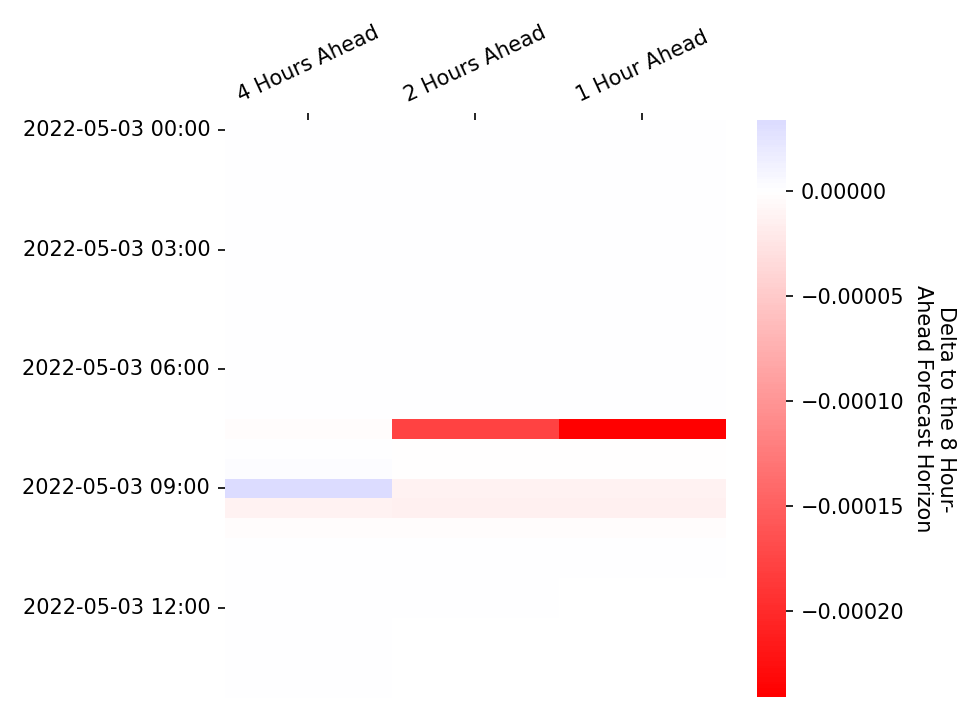 4 Hours Ahead
2 Hours Ahead
1 Hour Ahead
2022-05-03 00:00
2022-05-03 03:00
2022-05-03 06:00
2022-05-03 09:00
2022-05-03 12:00
0.00000
−0.00005
−0.00010
−0.00015
−0.00020
Delta to the 8 Hour-
Ahead Forecast Horizon